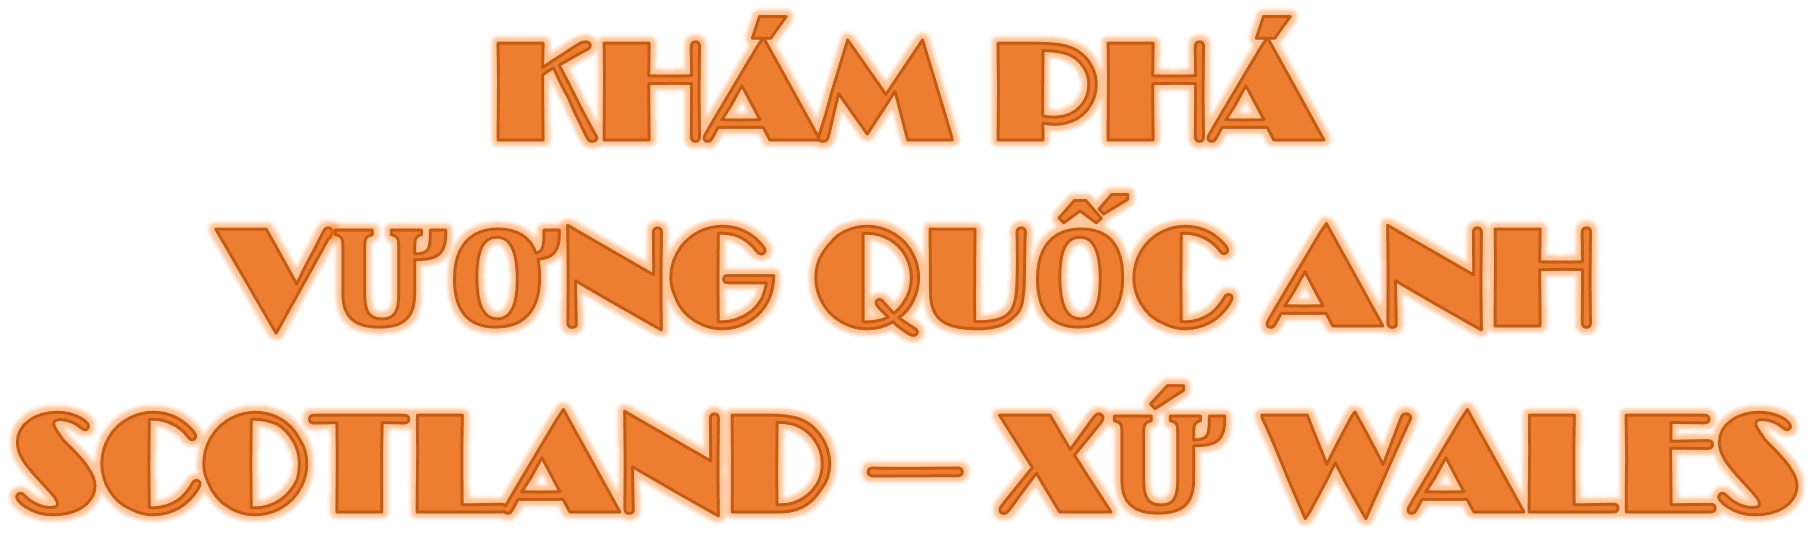 KHÁM PHÁ
VƯƠNG QUỐC ANH
SCOTLAND – XỨ WALES